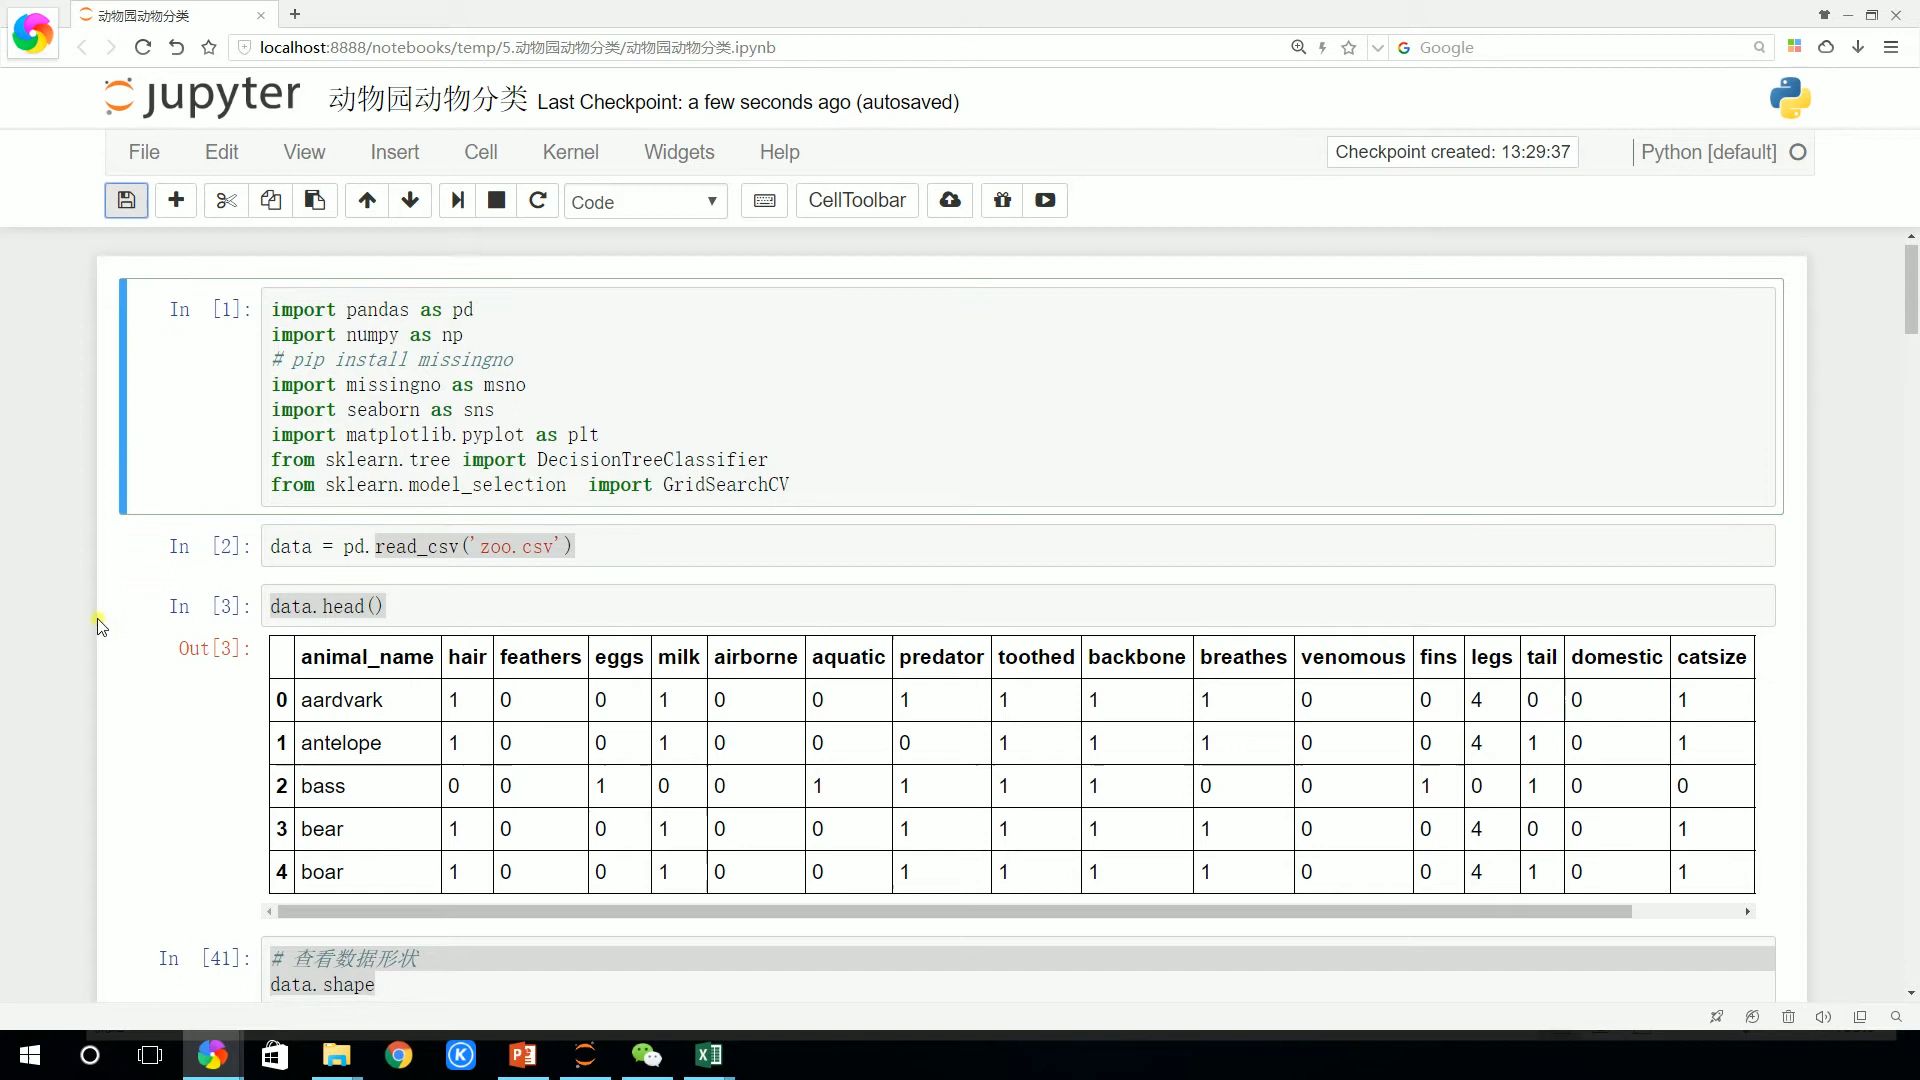 动物园动物分类
localhost:8888/notebooks/temp/5.动物园动物分类/动物园动物分类.ipynb
Google
jupyter 动物园动物分类 Last Checkpoint: a few seconds ago (autosaved)
File Edit View Insert Cell Kernel Widgets Help Checkpoint created: 13:29:37 Python [default]
Code CellToolbar
In [1]: import pandas as pd
import numpy as np
# pip install missingno
import missingno as msno
import seaborn as sns
import matplotlib.pyplot as plt
from sklearn.tree import DecisionTreeClassifier
from sklearn.model_selection import GridSearchCV
In [2]: data = pd.read_csv('zoo.csv')
In [3]: data.head()
Out[3]:
animal_name hair feathers eggs milk airborne aquatic predator toothed backbone breathes venomous fins legs tail domestic catsize
0 aardvark 1 0 0 1 0 0 1 1 1 1 0 0 4 0 0 1
1 antelope 1 0 0 1 0 0 0 1 1 1 0 0 4 1 0 1
2 bass 0 0 1 0 0 1 1 1 1 0 0 1 0 1 0 0
3 bear 1 0 0 1 0 0 1 1 1 1 0 0 4 0 0 1
4 boar 1 0 0 1 0 0 1 1 1 1 0 0 4 1 0 1
In [41]: # 查看数据形状
data.shape